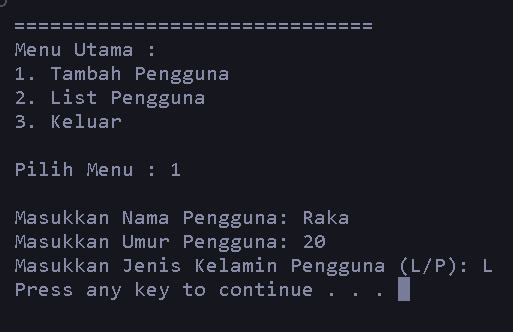 ==============================
Menu Utama :
1. Tambah Pengguna
2. List Pengguna
3. Keluar
Pilih Menu : 1
Masukkan Nama Pengguna: Raka
Masukkan Umur Pengguna: 20
Masukkan Jenis Kelamin Pengguna (L/P): L
Press any key to continue . . .